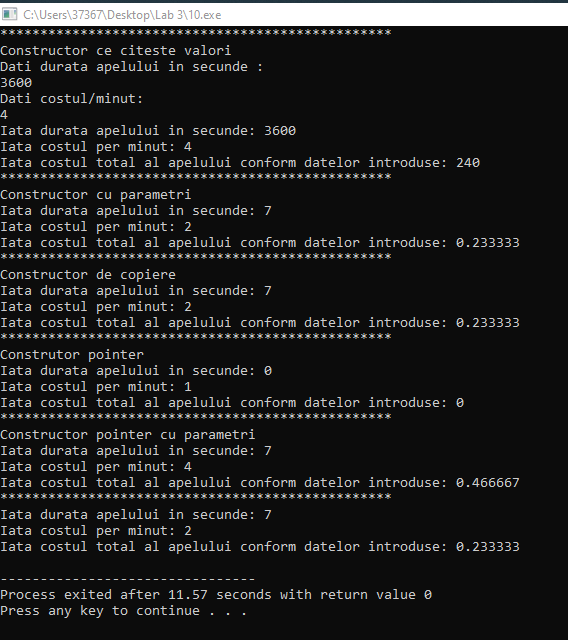 C:\Users\37367\Desktop\Lab 3\10.exe
*************************************************
Constructor ce citeste valori
Dati durata apelului in secunde :
3600
Dati costul/minut:
4
Iata durata apelului in secunde: 3600
Iata costul per minut: 4
Iata costul total al apelului conform datelor introduse: 240
*************************************************
Constructor cu parametri
Iata durata apelului in secunde: 7
Iata costul per minut: 2
Iata costul total al apelului conform datelor introduse: 0.233333
*************************************************
Constructor de copiere
Iata durata apelului in secunde: 7
Iata costul per minut: 2
Iata costul total al apelului conform datelor introduse: 0.233333
*************************************************
Construtor pointer
Iata durata apelului in secunde: 0
Iata costul per minut: 1
Iata costul total al apelului conform datelor introduse: 0
*************************************************
Constructor pointer cu parametri
Iata durata apelului in secunde: 7
Iata costul per minut: 4
Iata costul total al apelului conform datelor introduse: 0.466667
*************************************************
Iata durata apelului in secunde: 7
Iata costul per minut: 2
Iata costul total al apelului conform datelor introduse: 0.233333
--------------------------------
Process exited after 11.57 seconds with return value 0
Press any key to continue . . .